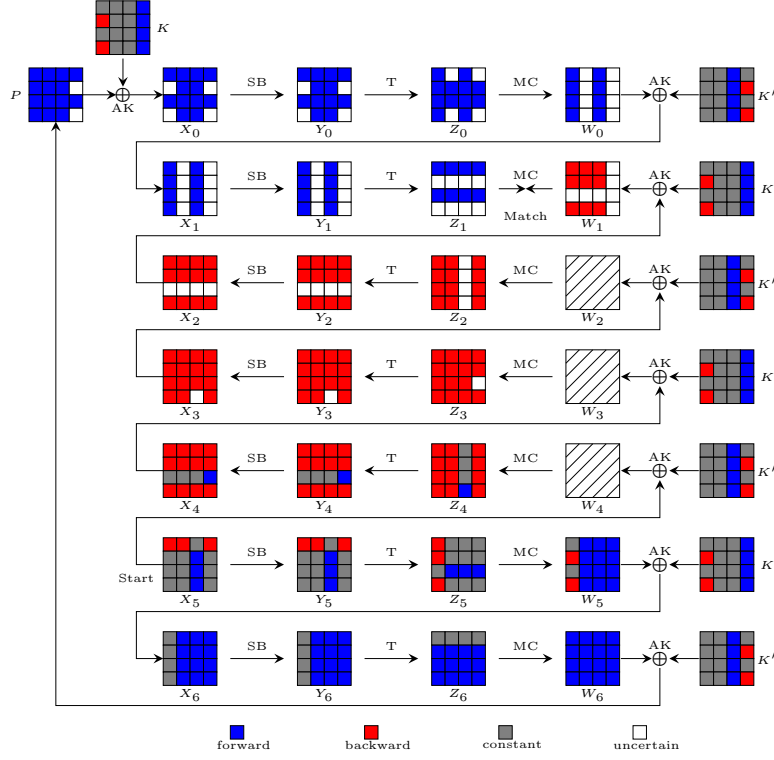 K
P
AK
SB
T
MC
AK
K′
X₀
Y₀
Z₀
W₀
SB
T
MC
AK
K
X₁
Y₁
Z₁
Match
W₁
SB
T
MC
AK
K′
X₂
Y₂
Z₂
W₂
SB
T
MC
AK
K
X₃
Y₃
Z₃
W₃
SB
T
MC
AK
K′
X₄
Y₄
Z₄
W₄
SB
T
MC
AK
K
Start
X₅
Y₅
Z₅
W₅
SB
T
MC
AK
K′
X₆
Y₆
Z₆
W₆
forward
backward
constant
uncertain